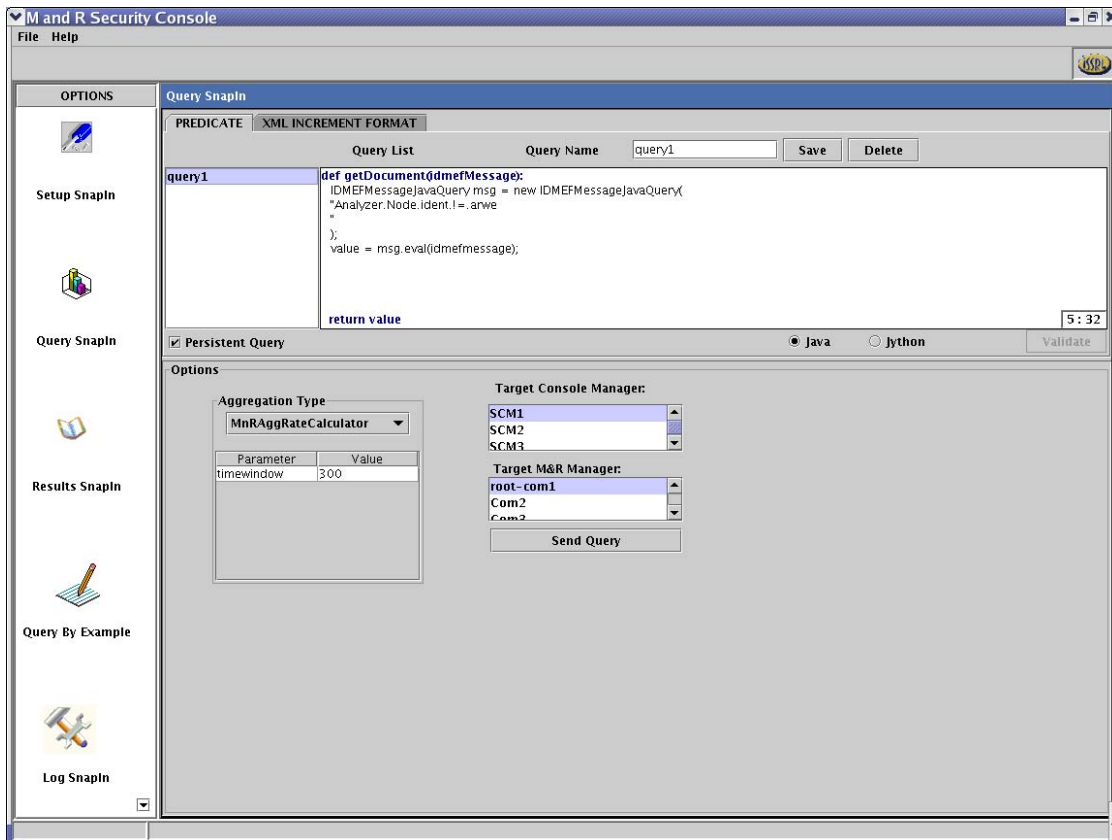 M and R Security Console
File Help
OPTIONS
Setup SnapIn
Query SnapIn
Results SnapIn
Query By Example
Log SnapIn
Query SnapIn
PREDICATE XML INCREMENT FORMAT
Query List Query Name query1 Save Delete
query1
def getDocument(idmefMessage):
IDMEFMessageJavaQuery msg = new IDMEFMessageJavaQuery(
"Analyzer.Node.ident.!=.arwe
"
);
value = msg.eval(idmefmessage);
return value
5 : 32
Persistent Query Java Jython Validate
Options
Aggregation Type
MnRAggRateCalculator
Parameter Value
timewindow 300
Target Console Manager:
SCM1
SCM2
SCM3
Target M&R Manager:
root-com1
Com2
Com3
Send Query